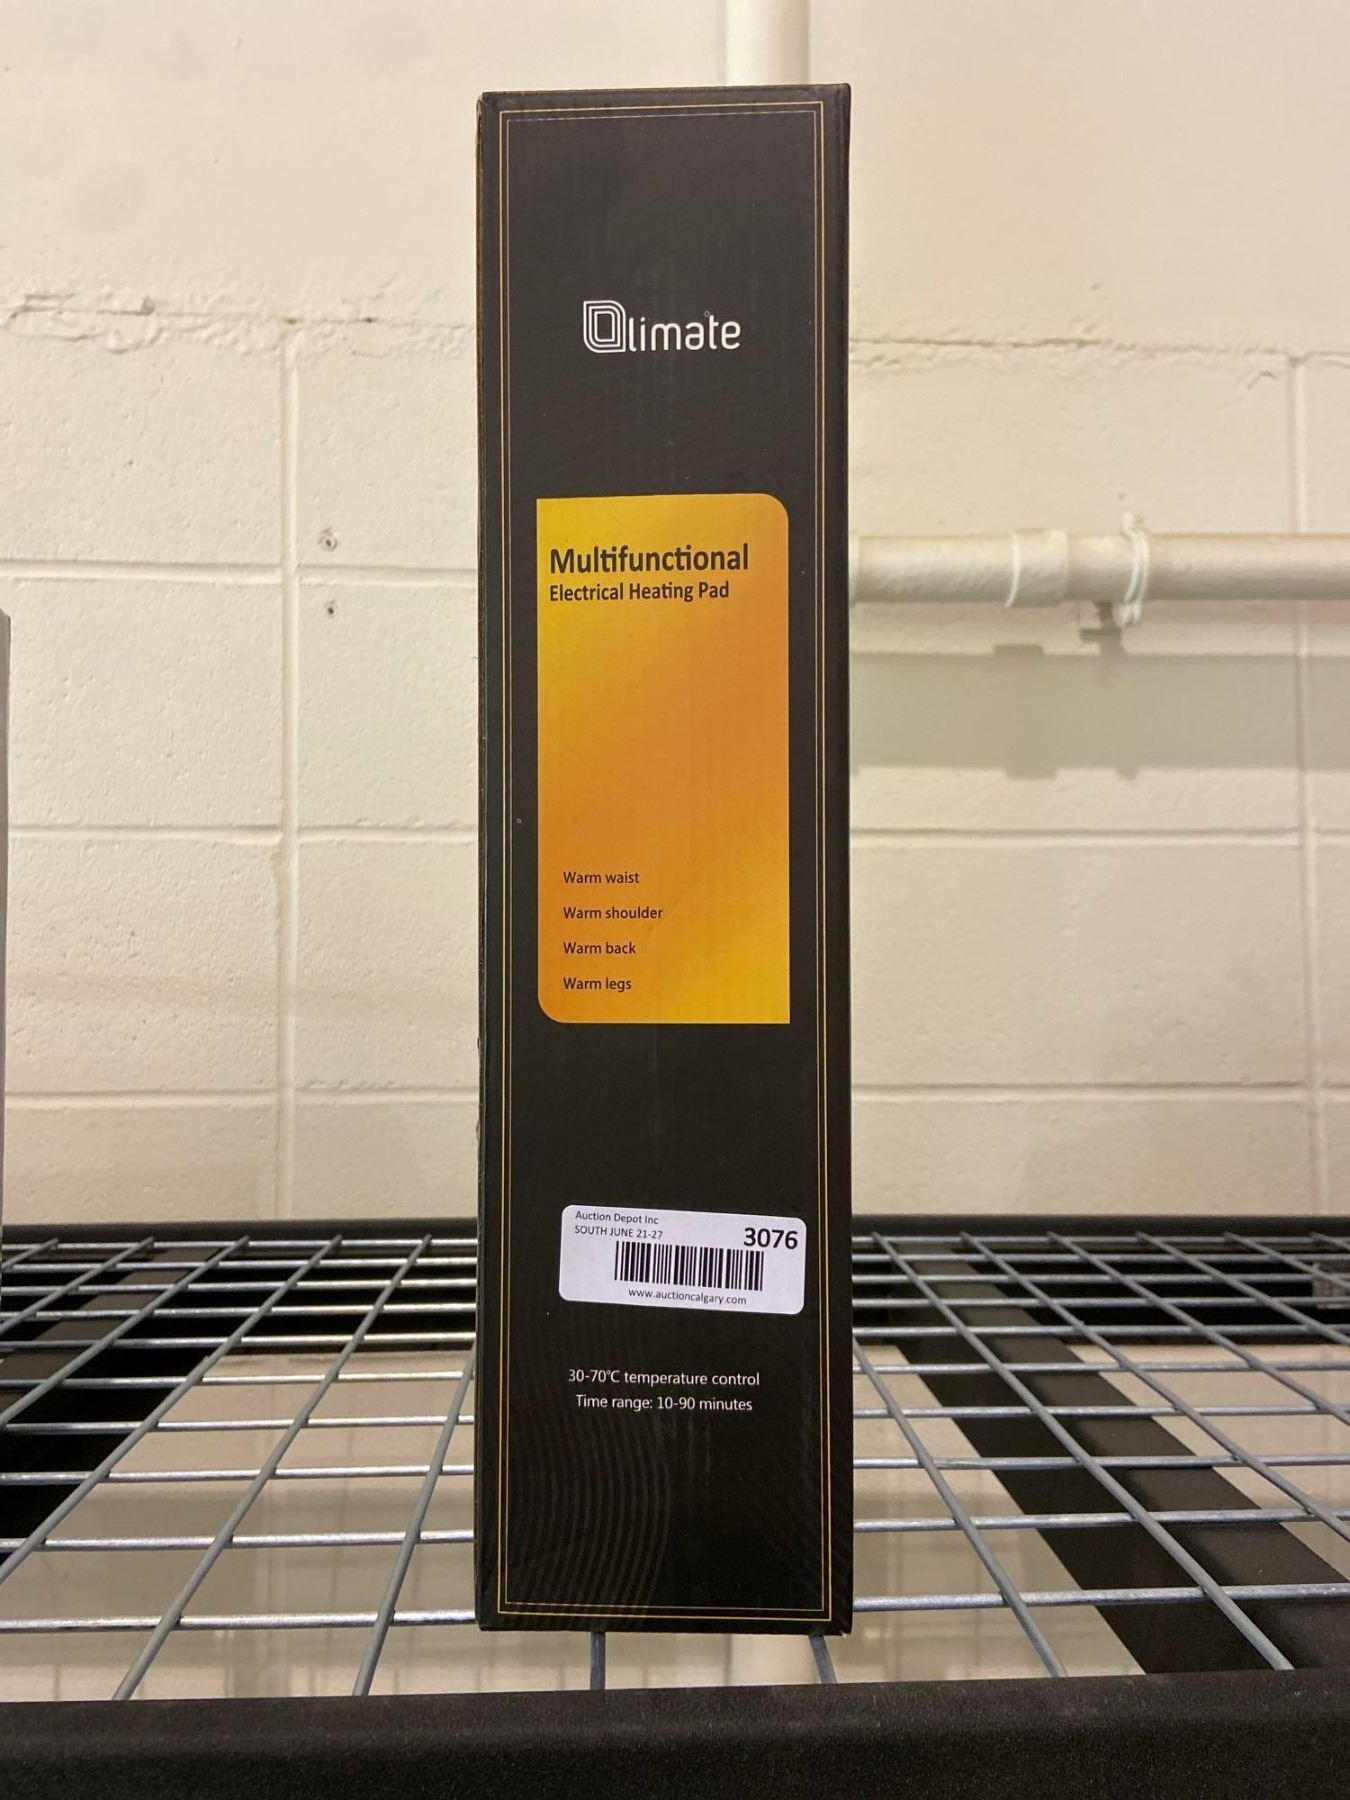 Olimate
Multifunctional
Electrical Heating Pad
Warm waist
Warm shoulder
Warm back
Warm legs
Auction Depot Inc
SOUTH JUNE 21-27
3076
www.auctioncalgary.com
30-70℃ temperature control
Time range: 10-90 minutes